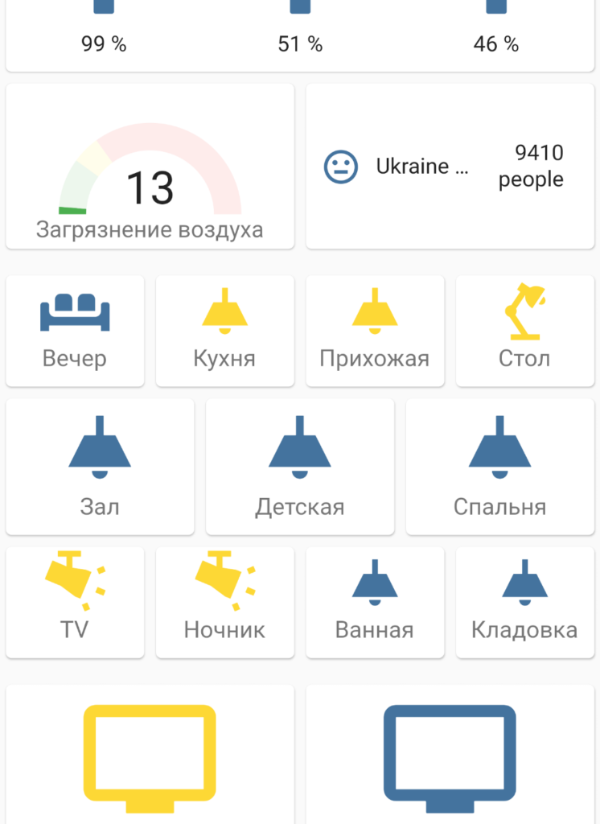 99 %
51 %
46 %
13
Загрязнение воздуха
Ukraine ...
9410
people
Вечер
Кухня
Прихожая
Стол
Зал
Детская
Спальня
TV
Ночник
Ванная
Кладовка